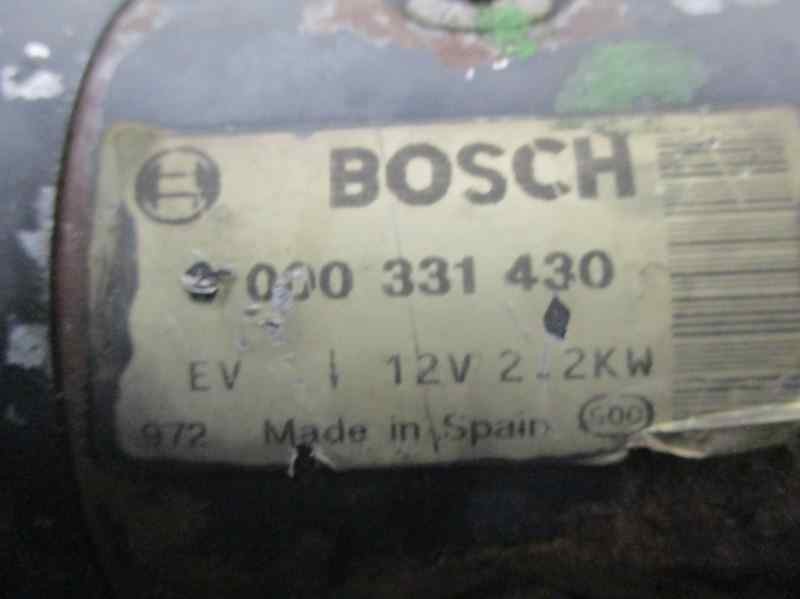 BOSCH
000 331 430
EV 12V 2.2KW
972 Made in Spain 500